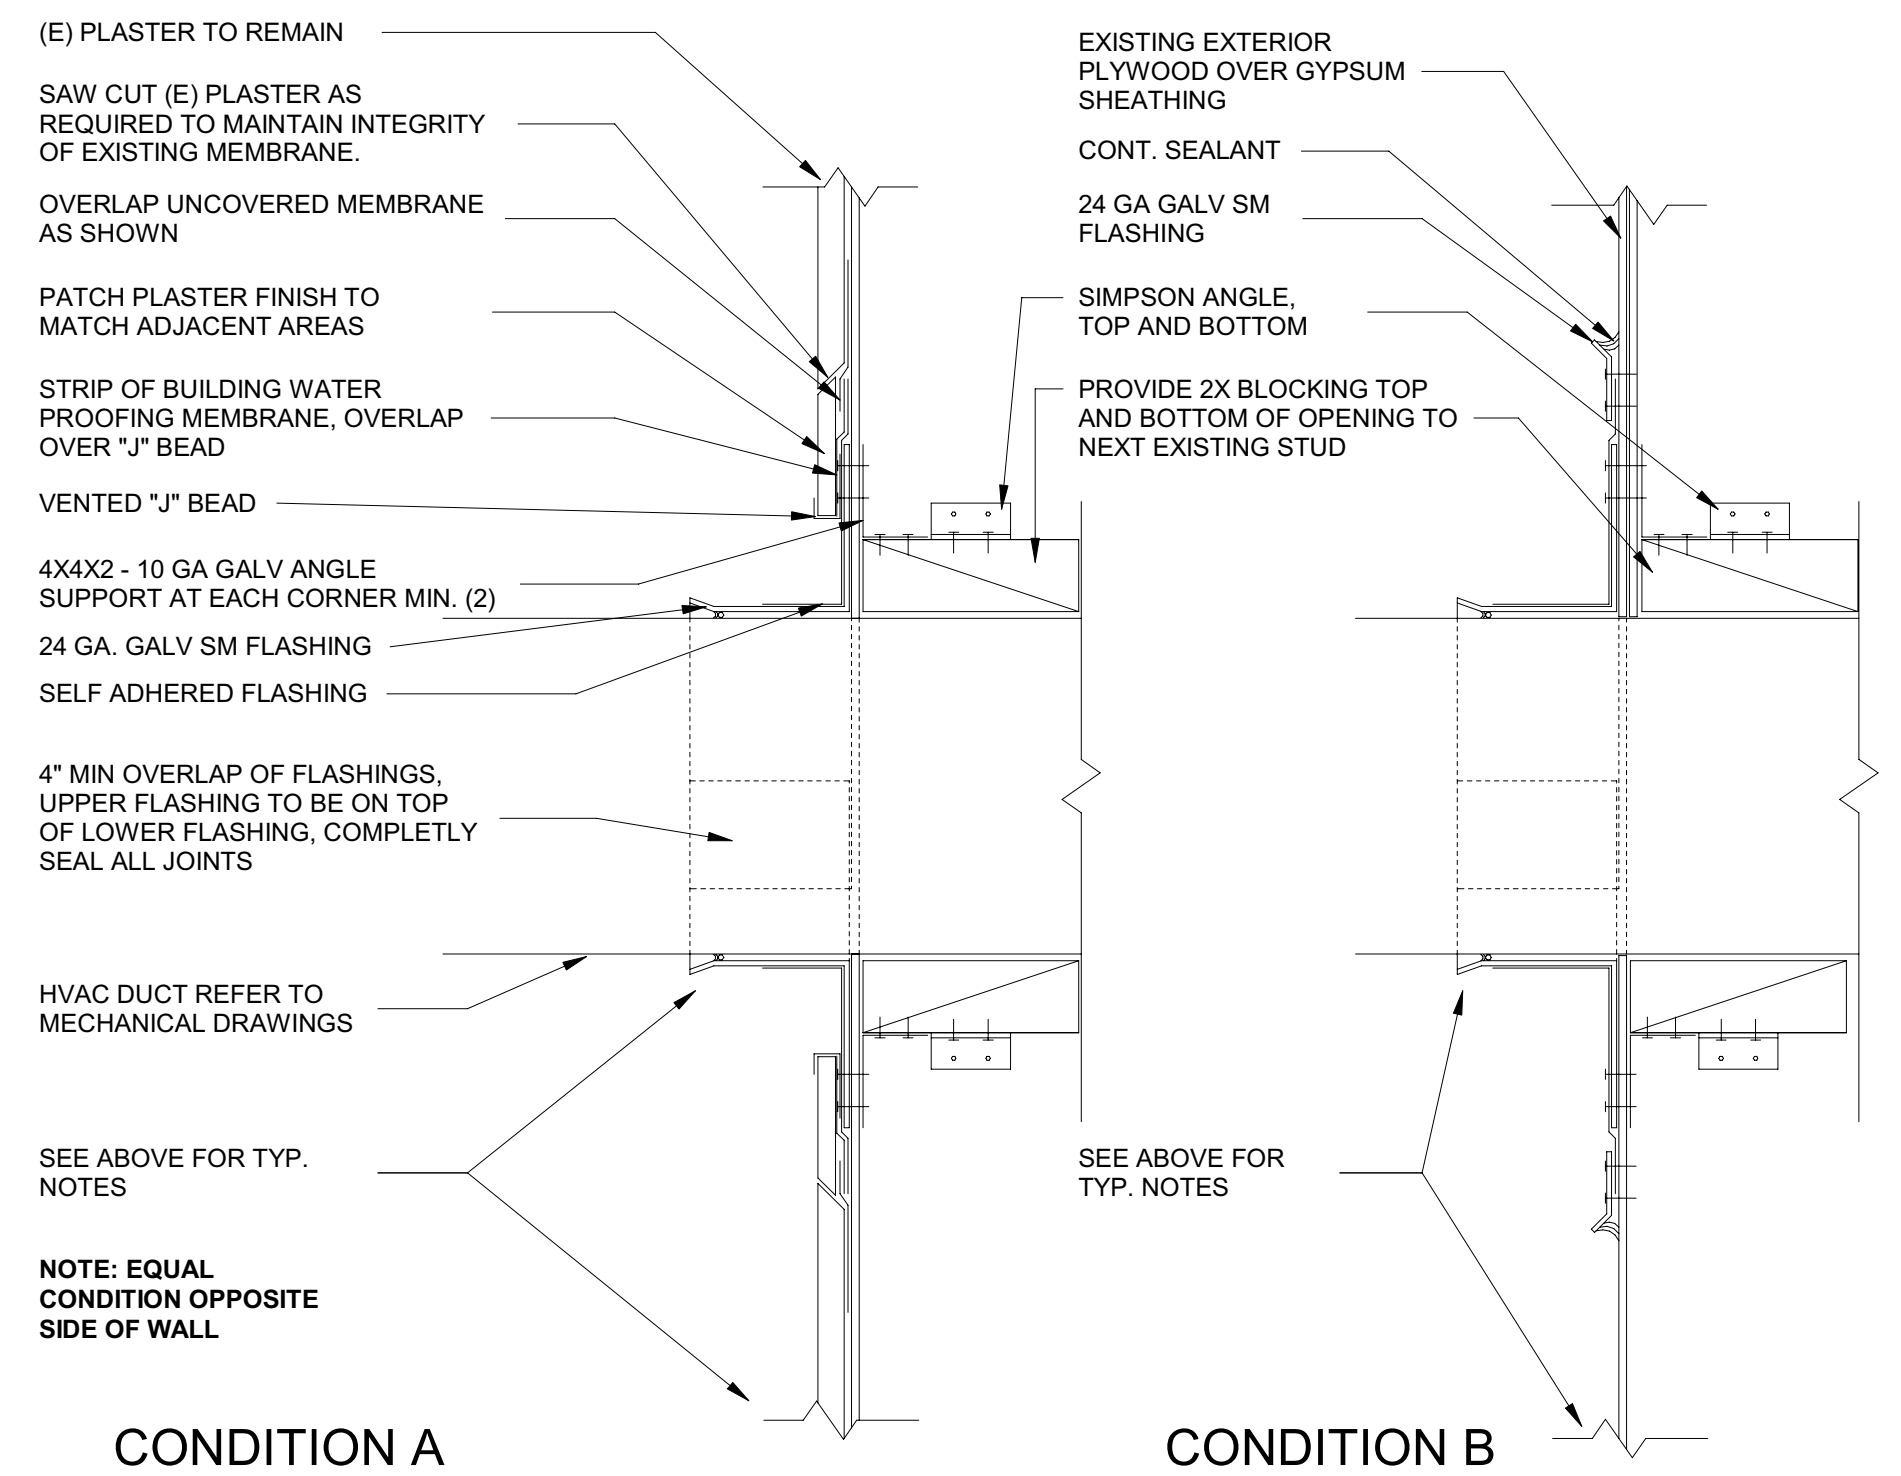 (E) PLASTER TO REMAIN
SAW CUT (E) PLASTER AS
REQUIRED TO MAINTAIN INTEGRITY
OF EXISTING MEMBRANE.
OVERLAP UNCOVERED MEMBRANE
AS SHOWN
PATCH PLASTER FINISH TO
MATCH ADJACENT AREAS
STRIP OF BUILDING WATER
PROOFING MEMBRANE, OVERLAP
OVER "J" BEAD
VENTED "J" BEAD
4X4X2 - 10 GA GALV ANGLE
SUPPORT AT EACH CORNER MIN. (2)
24 GA. GALV SM FLASHING
SELF ADHERED FLASHING
4" MIN OVERLAP OF FLASHINGS,
UPPER FLASHING TO BE ON TOP
OF LOWER FLASHING, COMPLETLY
SEAL ALL JOINTS
HVAC DUCT REFER TO
MECHANICAL DRAWINGS
SEE ABOVE FOR TYP.
NOTES
NOTE: EQUAL
CONDITION OPPOSITE
SIDE OF WALL
CONDITION A
EXISTING EXTERIOR
PLYWOOD OVER GYPSUM
SHEATHING
CONT. SEALANT
24 GA GALV SM
FLASHING
SIMPSON ANGLE,
TOP AND BOTTOM
PROVIDE 2X BLOCKING TOP
AND BOTTOM OF OPENING TO
NEXT EXISTING STUD
SEE ABOVE FOR
TYP. NOTES
CONDITION B